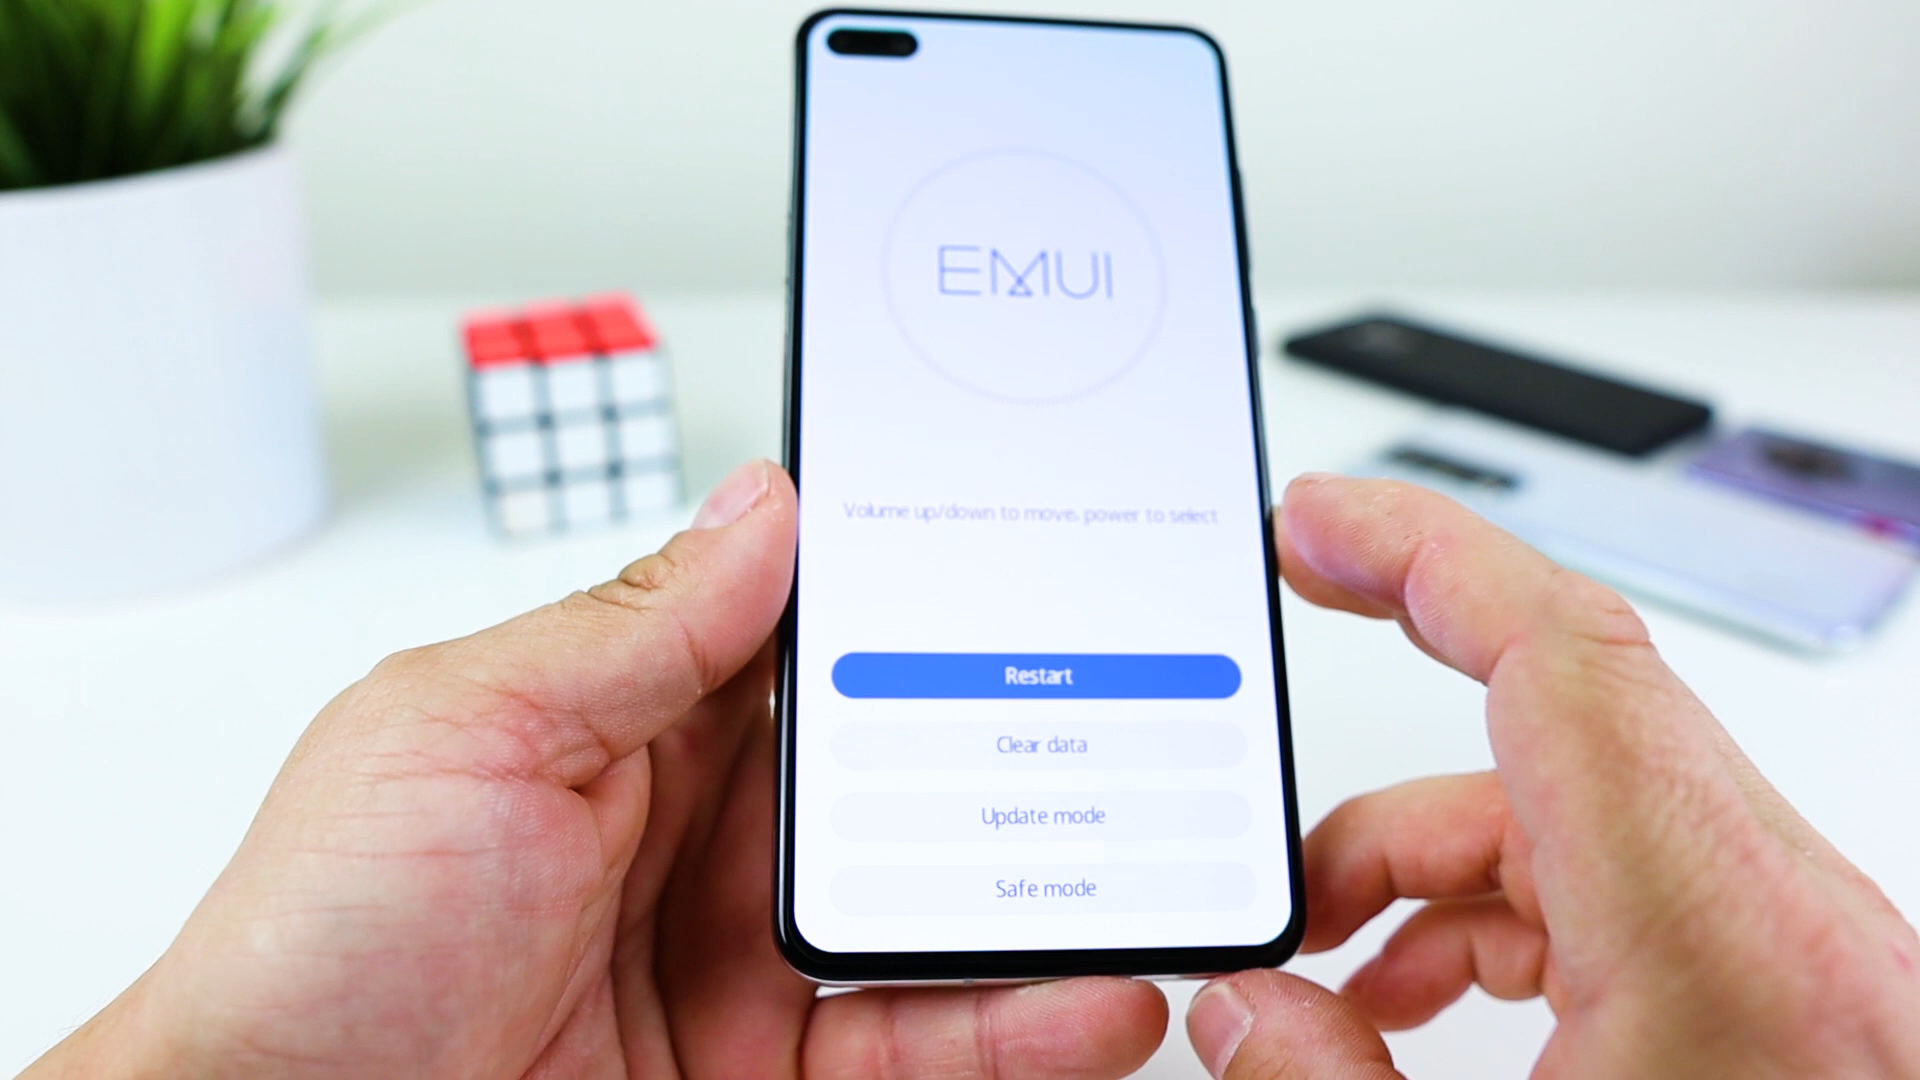 EMUI
Volume up/down to move, power to select
Restart
Clear data
Update mode
Safe mode